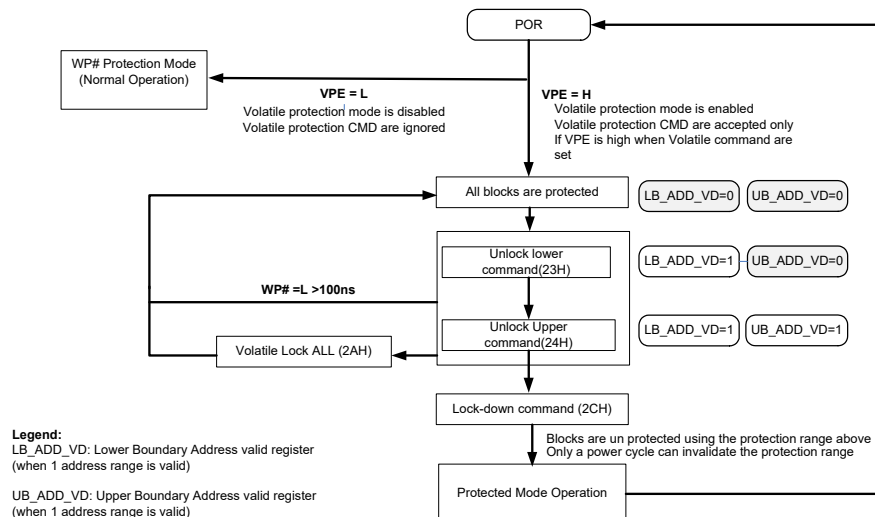 POR
WP# Protection Mode
(Normal Operation)
VPE = L
Volatile protection mode is disabled
Volatile protection CMD are ignored
VPE = H
Volatile protection mode is enabled
Volatile protection CMD are accepted only
If VPE is high when Volatile command are
set
All blocks are protected
LB_ADD_VD=0
UB_ADD_VD=0
Unlock lower
command(23H)
LB_ADD_VD=1
UB_ADD_VD=0
WP# =L >100ns
Unlock Upper
command(24H)
LB_ADD_VD=1
UB_ADD_VD=1
Volatile Lock ALL (2AH)
Lock-down command (2CH)
Blocks are un protected using the protection range above
Only a power cycle can invalidate the protection range
Protected Mode Operation
Legend:
LB_ADD_VD: Lower Boundary Address valid register
(when 1 address range is valid)
UB_ADD_VD: Upper Boundary Address valid register
(when 1 address range is valid)